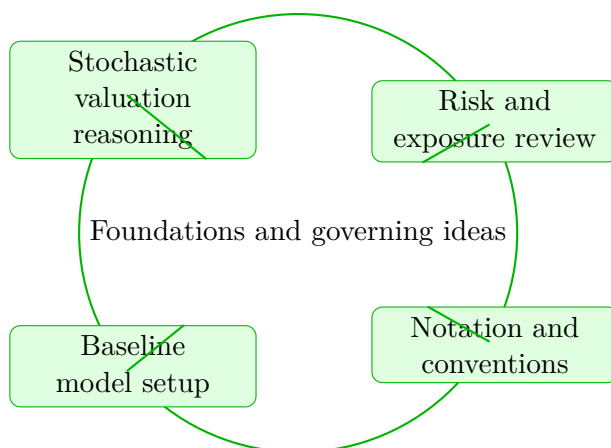 Stochastic
valuation
reasoning
Risk and
exposure review
Foundations and governing ideas
Baseline
model setup
Notation and
conventions